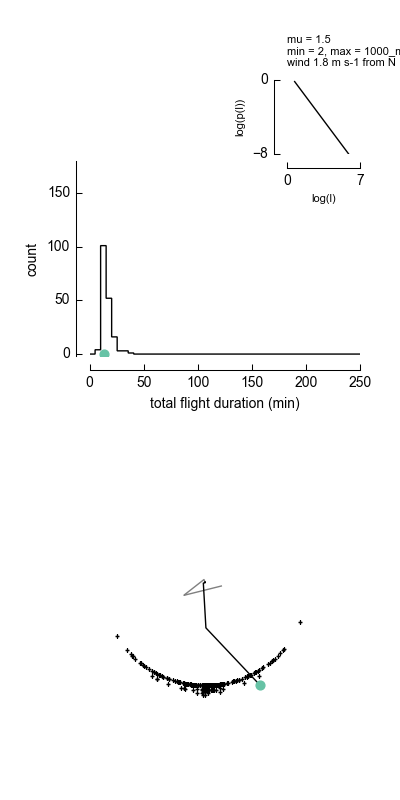 mu = 1.5
min = 2, max = 1000_m
wind 1.8 m s-1 from N
0
log(p(l))
−8
0 7
log(l)
150
100
count
50
0
0 50 100 150 200 250
total flight duration (min)